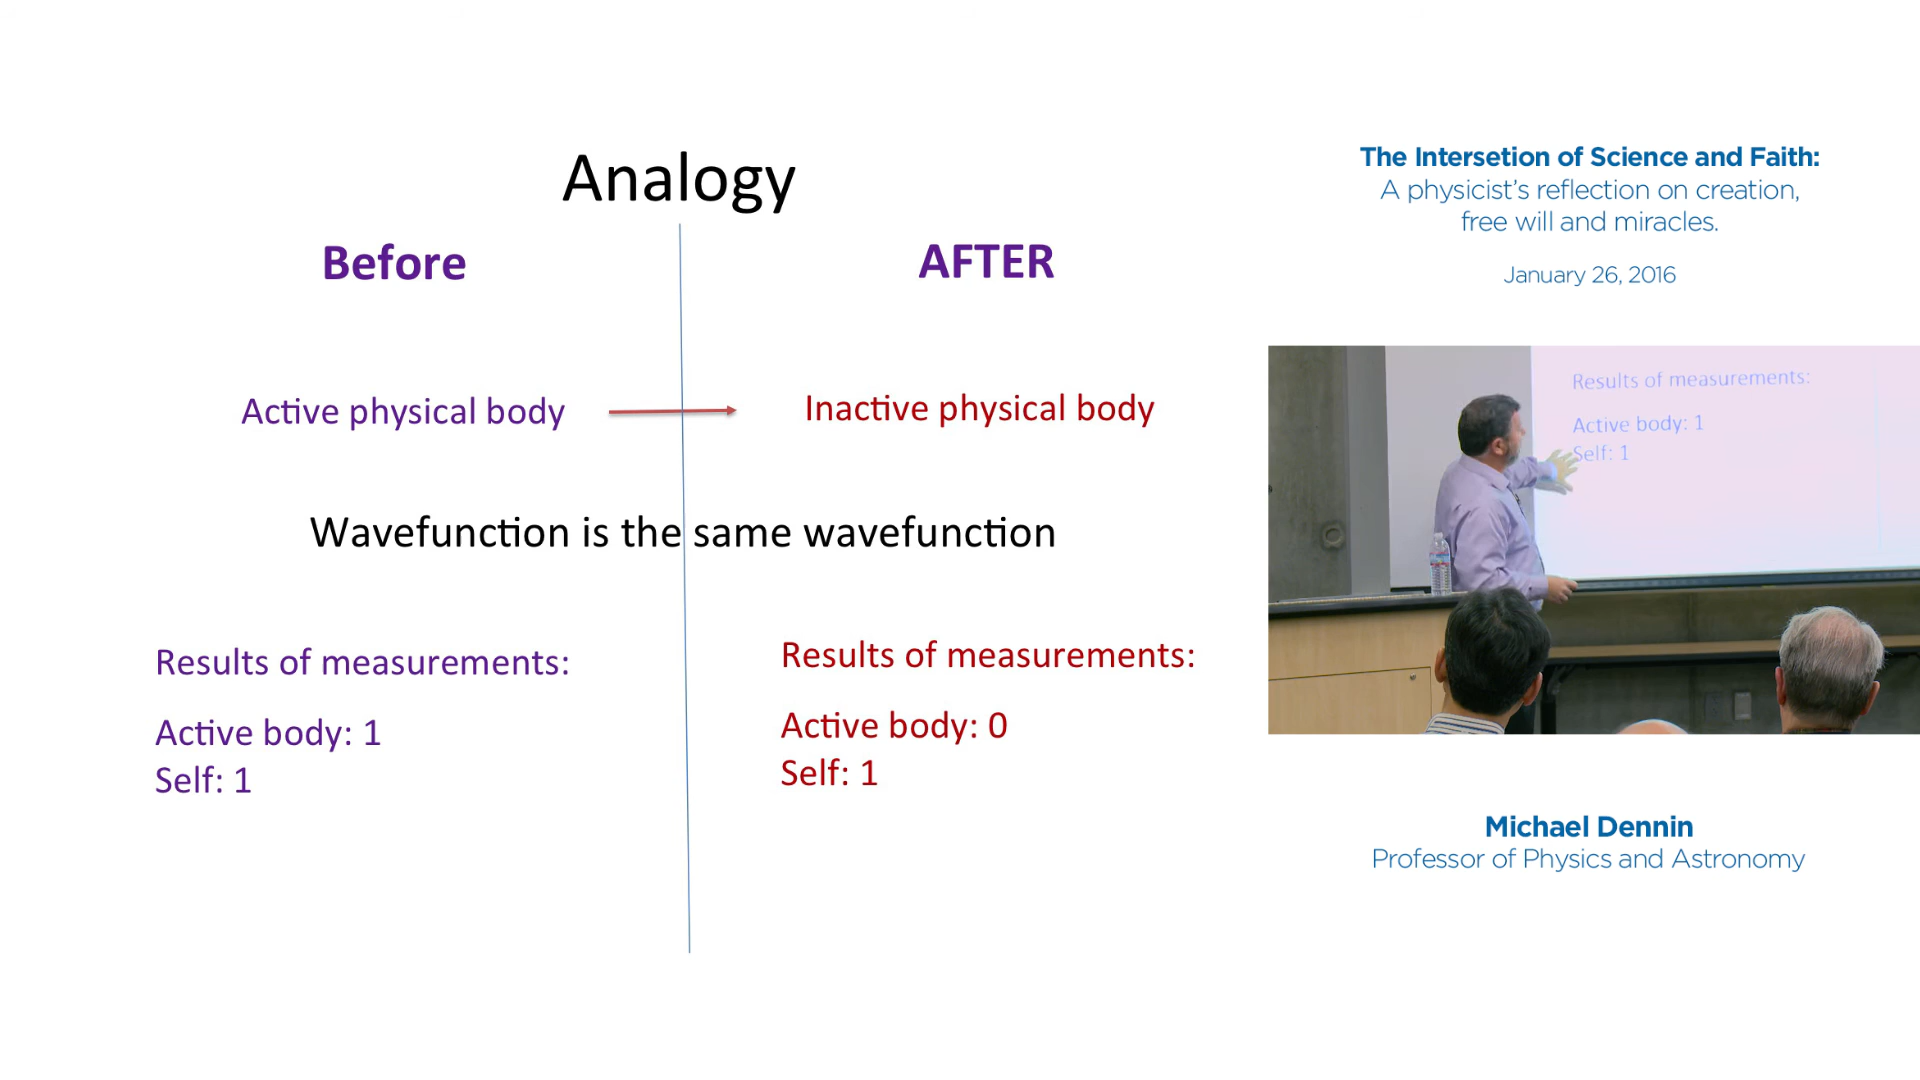 Analogy
Before
AFTER
Active physical body
Inactive physical body
Wavefunction is the same wavefunction
Results of measurements:
Active body: 1
Self: 1
Results of measurements:
Active body: 0
Self: 1
The Intersetion of Science and Faith:
A physicist's reflection on creation,
free will and miracles.
January 26, 2016
Results of measurements:
Active body: 1
Self: 1
Michael Dennin
Professor of Physics and Astronomy